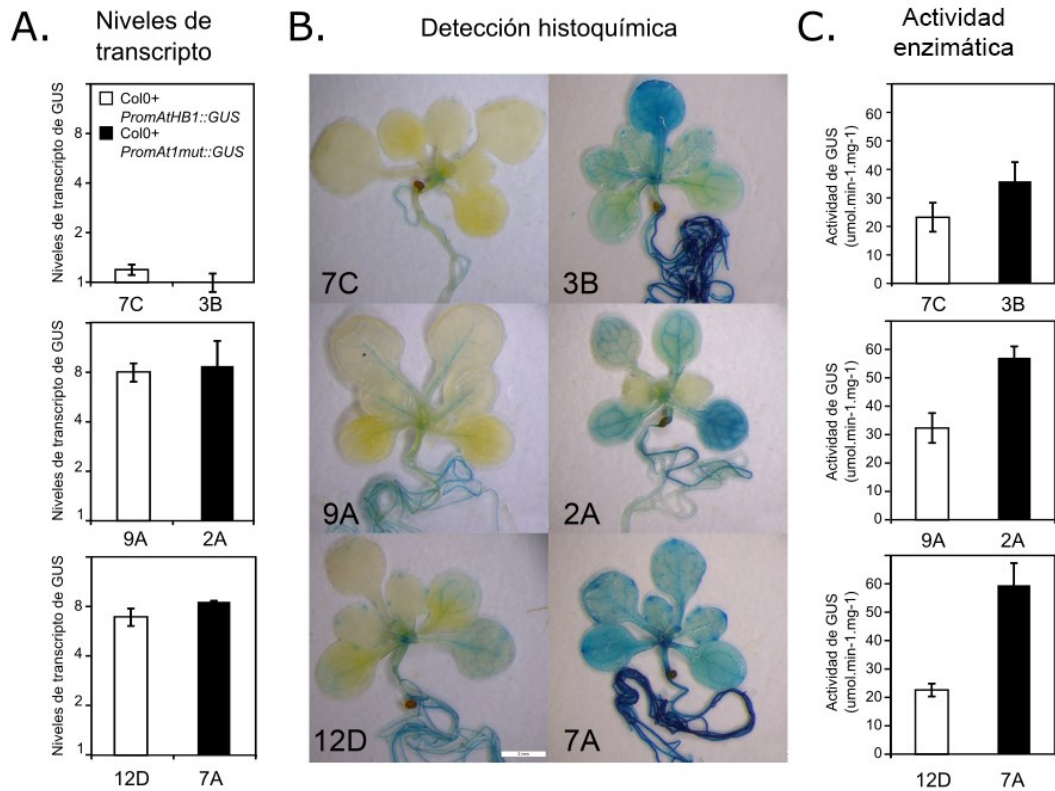 A.
Niveles de
transcripto
B.
Detección histoquímica
C.
Actividad
enzimática
Niveles de transcripto de GUS
8
4
2
1
Col0+
PromAtHB1::GUS
Col0+
PromAt1mut::GUS
7C
3B
Niveles de transcripto de GUS
8
4
2
1
9A
2A
Niveles de transcripto de GUS
8
4
2
1
12D
7A
7C
3B
9A
2A
12D
7A
Actividad de GUS
(umol.min-1.mg-1)
60
50
40
30
20
10
0
7C
3B
Actividad de GUS
(umol.min-1.mg-1)
60
50
40
30
20
10
0
9A
2A
Actividad de GUS
(umol.min-1.mg-1)
60
50
40
30
20
10
0
12D
7A